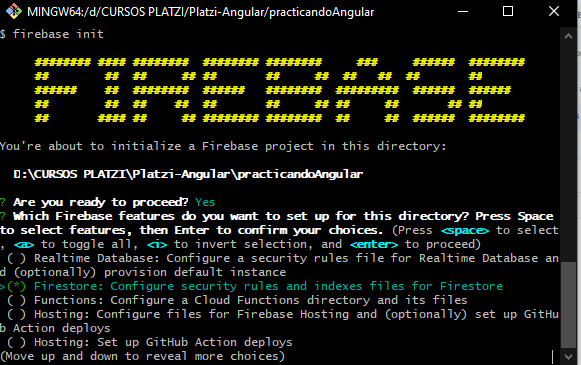 MINGW64:/d/CURSOS PLATZI/Platzi-Angular/practicandoAngular
$ firebase init
FIREBASE
You're about to initialize a Firebase project in this directory:
D:\CURSOS PLATZI\Platzi-Angular\practicandoAngular
? Are you ready to proceed? Yes
? Which Firebase features do you want to set up for this directory? Press Space
to select features, then Enter to confirm your choices. (Press <space> to select
, <a> to toggle all, <i> to invert selection, and <enter> to proceed)
( ) Realtime Database: Configure a security rules file for Realtime Database an
d (optionally) provision default instance
>(*) Firestore: Configure security rules and indexes files for Firestore
( ) Functions: Configure a Cloud Functions directory and its files
( ) Hosting: Configure files for Firebase Hosting and (optionally) set up GitHu
b Action deploys
( ) Hosting: Set up GitHub Action deploys
(Move up and down to reveal more choices)